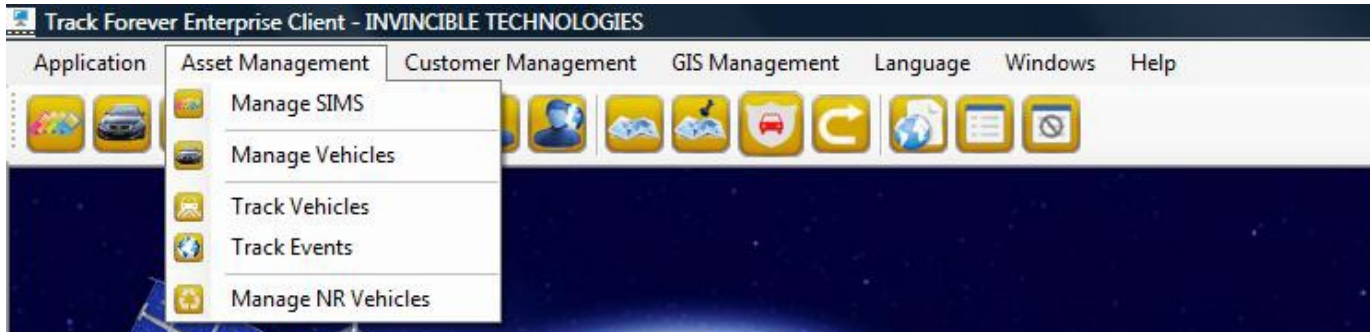 Track Forever Enterprise Client - INVINCIBLE TECHNOLOGIES
Application Asset Management Customer Management GIS Management Language Windows Help
Manage SIMS
Manage Vehicles
Track Vehicles
Track Events
Manage NR Vehicles